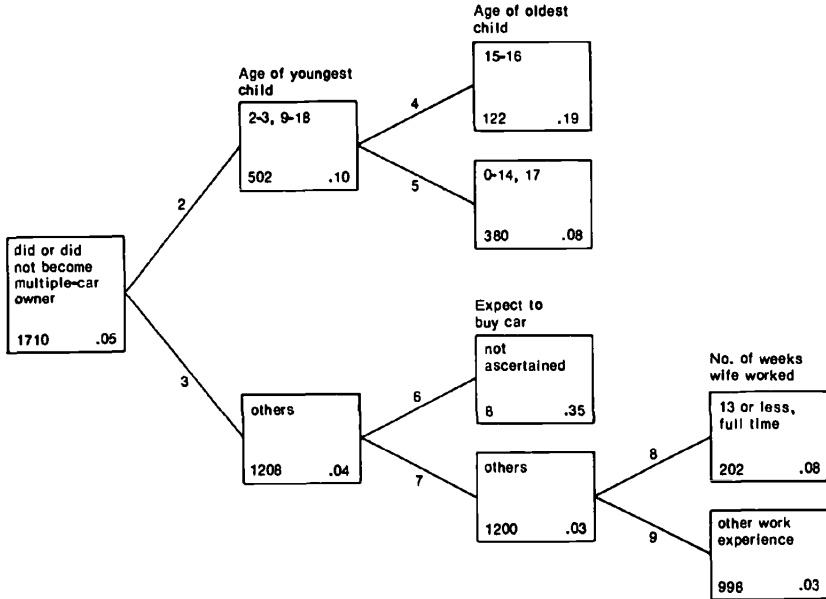 Age of oldest
child
15-16
122 .19
Age of youngest
child
2-3, 9-18
502 .10
4
5
0-14, 17
380 .08
2
did or did
not become
multiple-car
owner
1710 .05
3
Expect to
buy car
not
ascertained
8 .35
others
1208 .04
6
7
others
1200 .03
No. of weeks
wife worked
13 or less,
full time
202 .08
8
9
other work
experience
998 .03